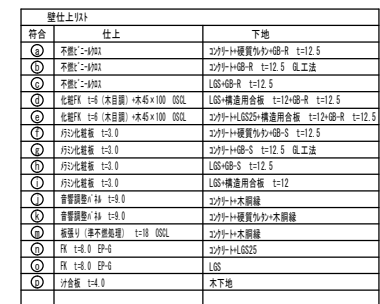 壁仕上リスト
符合 仕上 下地
a 不燃ビニールクロス コンクリート+硬質ウレタン+GB-R t=12.5
b 不燃ビニールクロス コンクリート+GB-R t=12.5 GL工法
c 不燃ビニールクロス LGS+GB-R t=12.5
d 化粧FK t=6 (木目調) +木45×100 OSCL LGS+構造用合板 t=12+GB-R t=12.5
e 化粧FK t=6 (木目調) +木45×100 OSCL コンクリート+LGS25+構造用合板 t=12+GB-R t=12.5
f メラミン化粧板 t=3.0 コンクリート+硬質ウレタン+GB-S t=12.5
g メラミン化粧板 t=3.0 コンクリート+GB-S t=12.5 GL工法
h メラミン化粧板 t=3.0 LGS+GB-S t=12.5
i メラミン化粧板 t=3.0 LGS+構造用合板 t=12
j 音響調整パネル t=9.0 コンクリート+木胴縁
k 音響調整パネル t=9.0 コンクリート+硬質ウレタン+木胴縁
m 板張り (準不燃処理) t=18 OSCL コンクリート+木胴縁
n FK t=8.0 EP-G コンクリート+LGS25
o FK t=8.0 EP-G LGS
p シナ合板 t=4.0 木下地